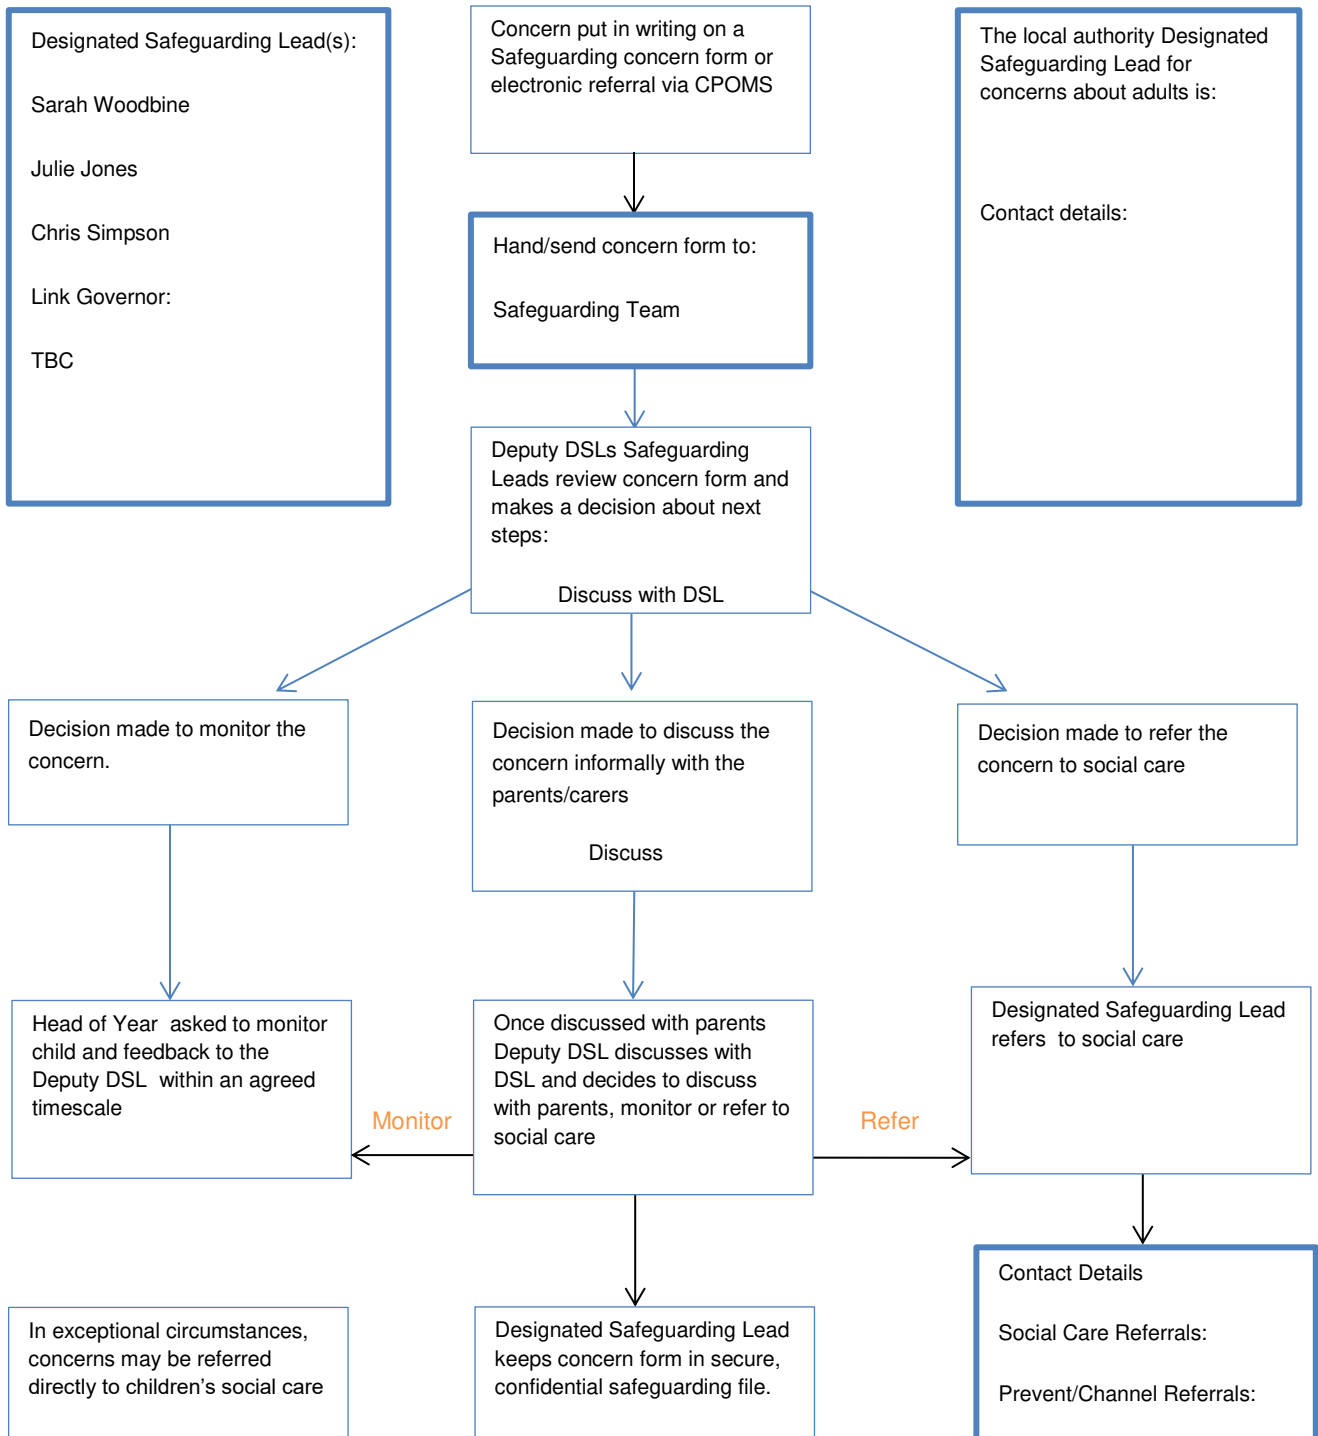 Designated Safeguarding Lead(s):
Sarah Woodbine
Julie Jones
Chris Simpson
Link Governor:
TBC
Concern put in writing on a
Safeguarding concern form or
electronic referral via CPOMS
The local authority Designated
Safeguarding Lead for
concerns about adults is:
Contact details:
Hand/send concern form to:
Safeguarding Team
Deputy DSLs Safeguarding
Leads review concern form and
makes a decision about next
steps:
Discuss with DSL
Decision made to monitor the
concern.
Decision made to discuss the
concern informally with the
parents/carers
Discuss
Decision made to refer the
concern to social care
Head of Year asked to monitor
child and feedback to the
Deputy DSL within an agreed
timescale
Monitor
Once discussed with parents
Deputy DSL discusses with
DSL and decides to discuss
with parents, monitor or refer to
social care
Refer
Designated Safeguarding Lead
refers to social care
In exceptional circumstances,
concerns may be referred
directly to children's social care
Designated Safeguarding Lead
keeps concern form in secure,
confidential safeguarding file.
Contact Details
Social Care Referrals:
Prevent/Channel Referrals: